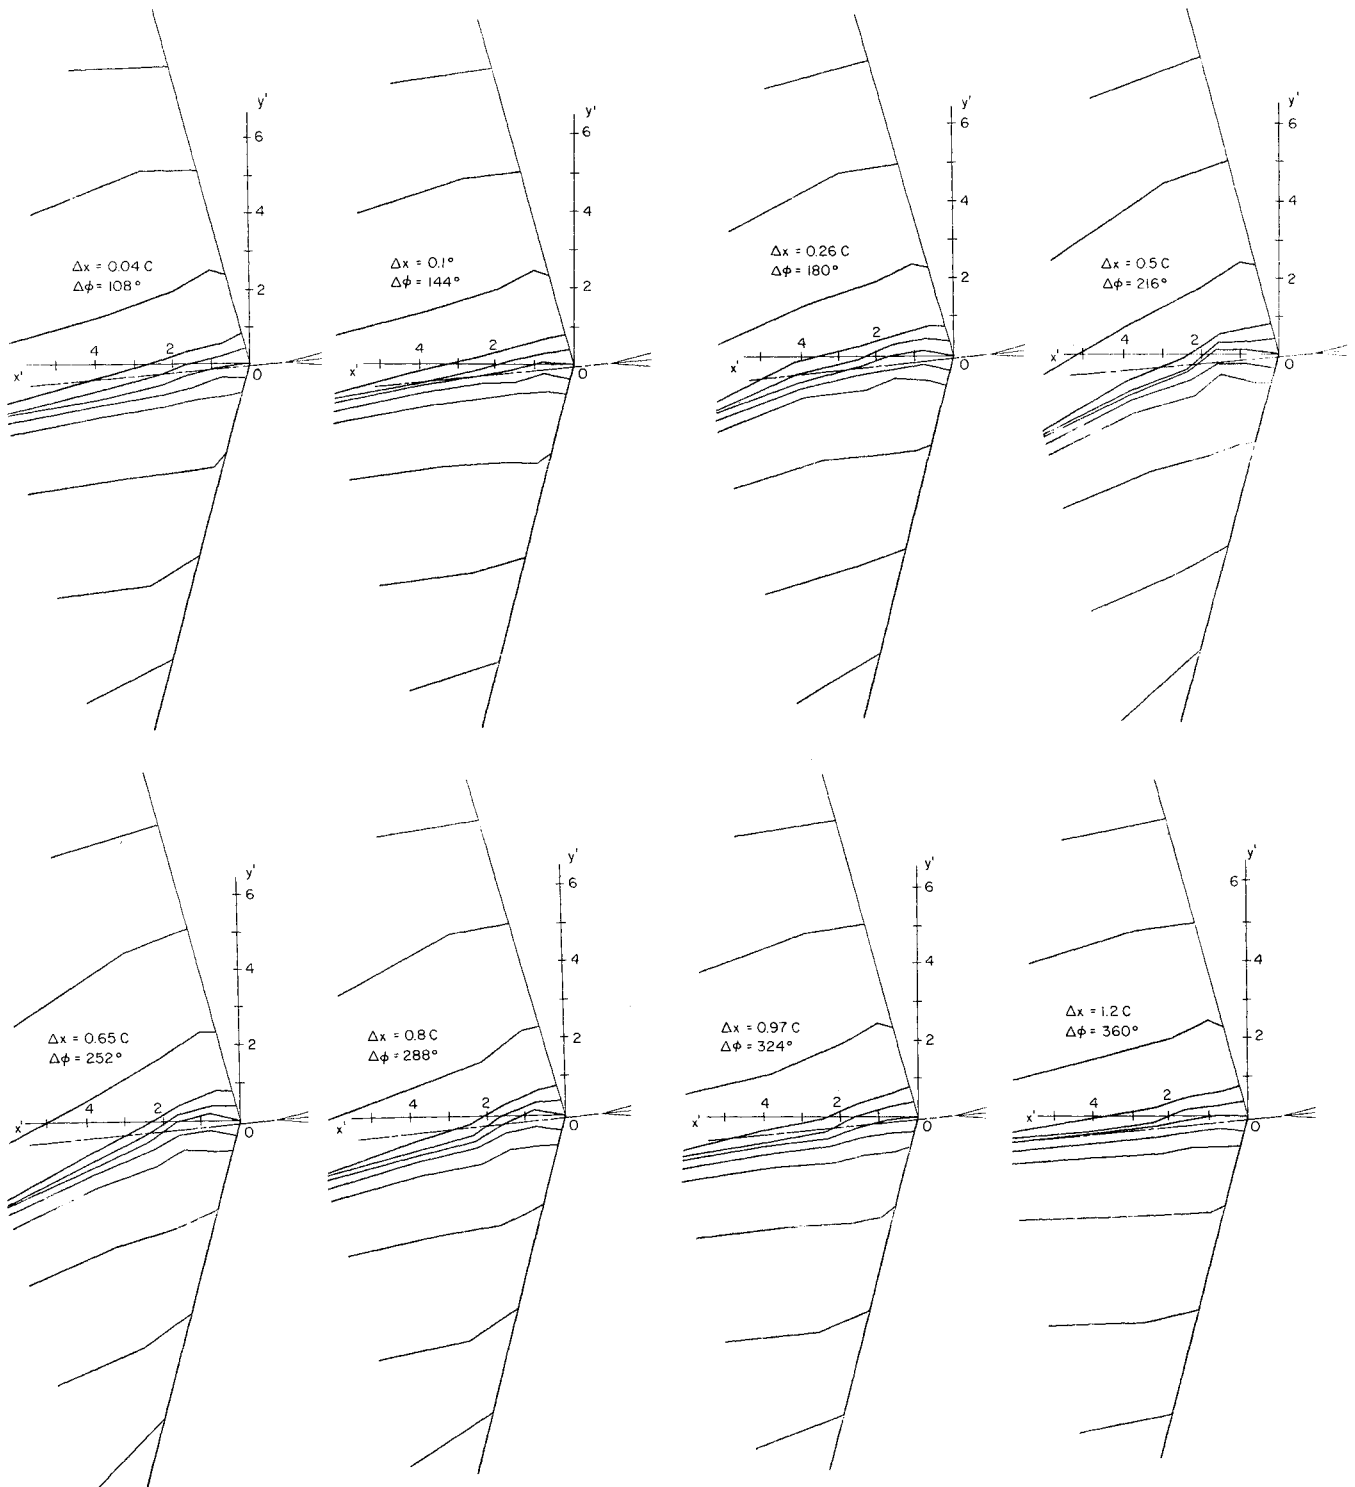 y'
6
4
2
Δx = 0.04 C
Δϕ = 108°
4 2
x' 0
y'
6
4
2
Δx = 0.1°
Δϕ = 144°
4 2
x' 0
y'
6
4
2
Δx = 0.26 C
Δϕ = 180°
4 2
x' 0
y'
6
4
2
Δx = 0.5 C
Δϕ = 216°
4 2
x' 0
y'
6
4
2
Δx = 0.65 C
Δϕ = 252°
4 2
x' 0
y'
6
4
2
Δx = 0.8 C
Δϕ = 288°
4 2
x' 0
y'
6
4
2
Δx = 0.97 C
Δϕ = 324°
4 2
x' 0
y'
6
4
2
Δx = 1.2 C
Δϕ = 360°
4 2
x' 0